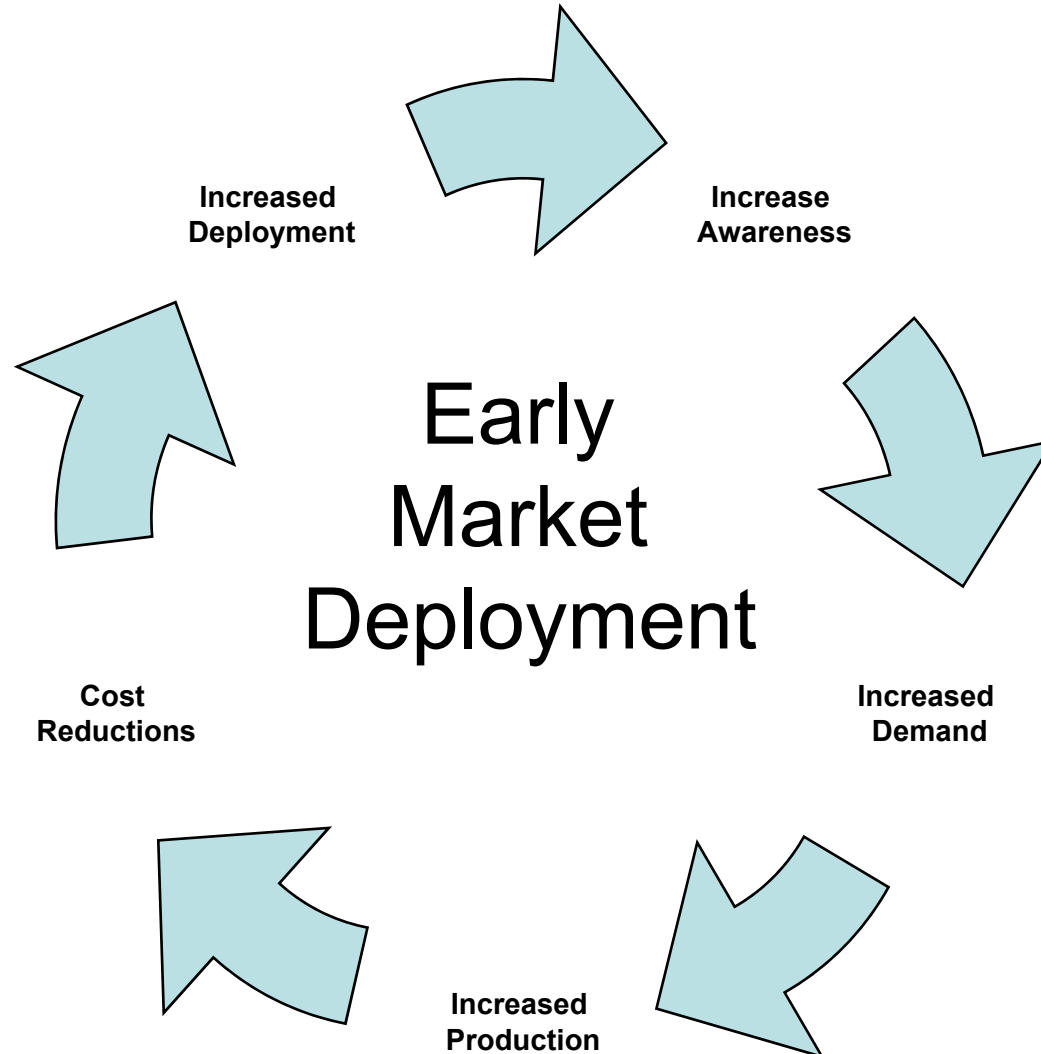 Increased
Deployment
Increase
Awareness
Early
Market
Deployment
Cost
Reductions
Increased
Demand
Increased
Production